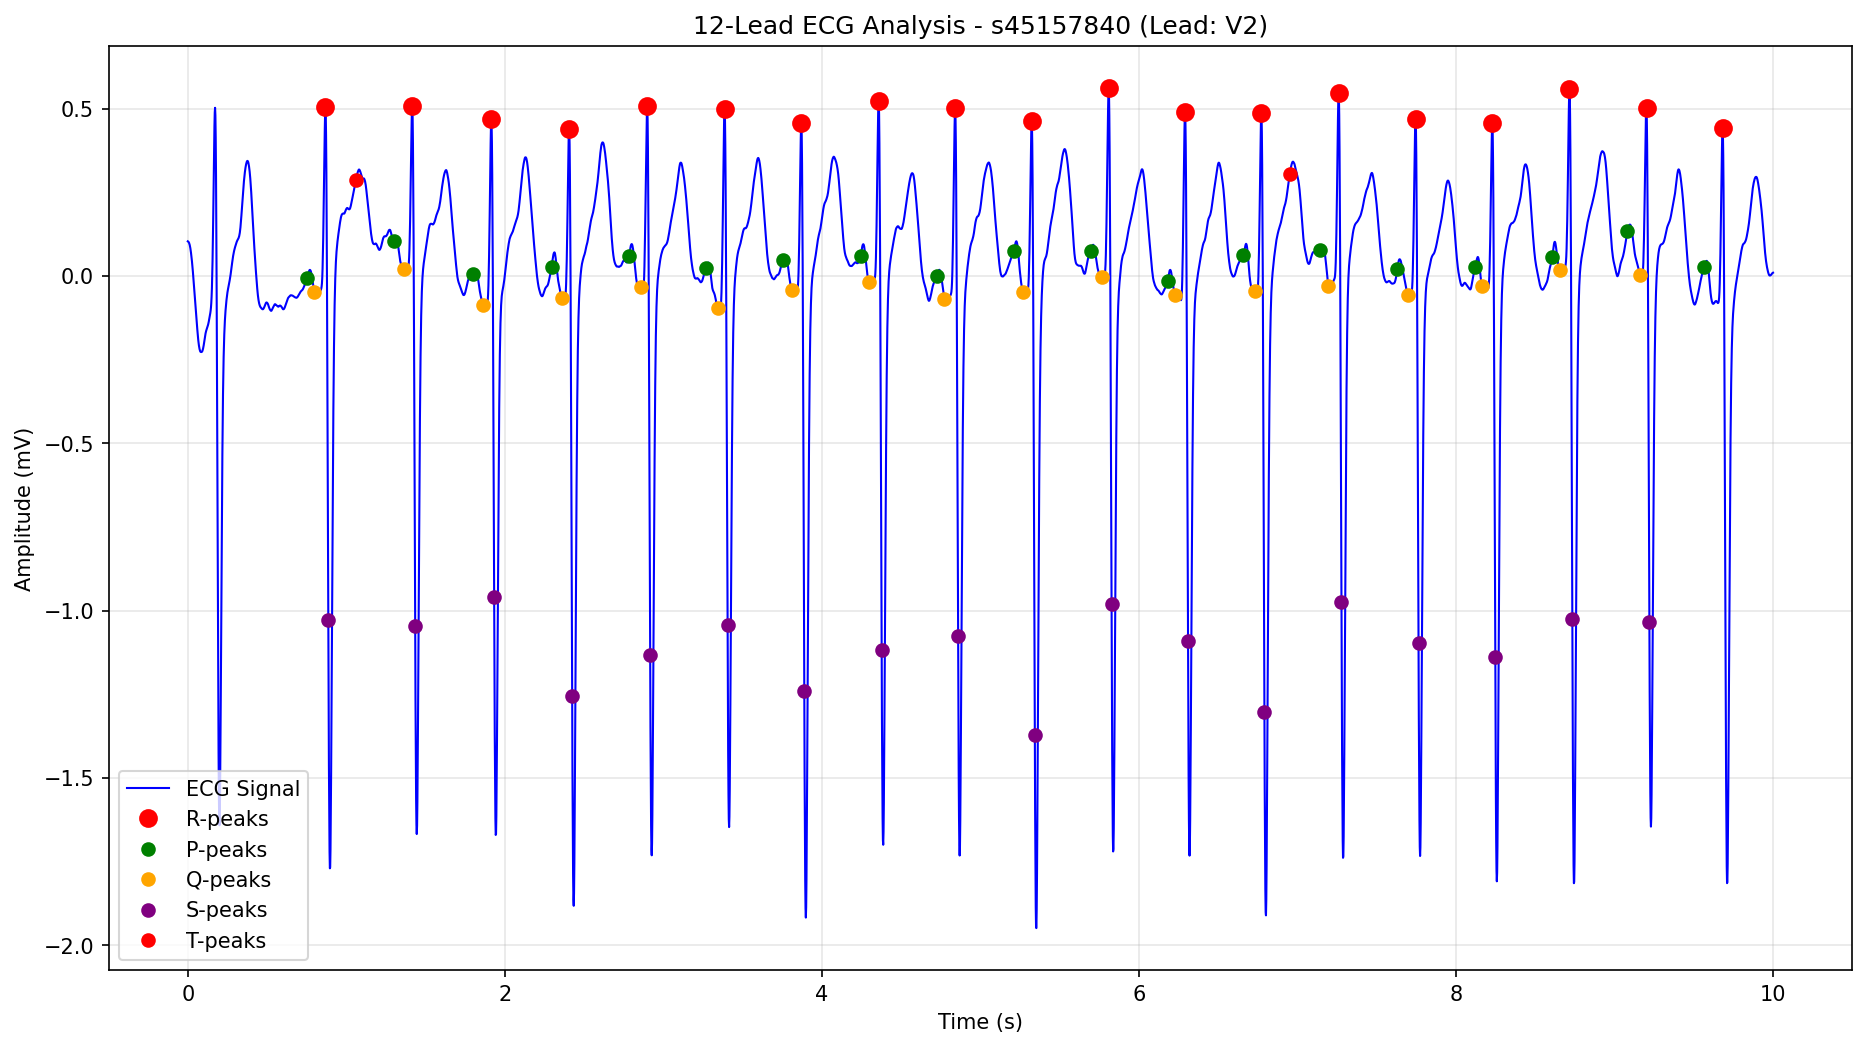 12-Lead ECG Analysis - s45157840 (Lead: V2)
Amplitude (mV)
0.5
0.0
−0.5
−1.0
−1.5
−2.0
ECG Signal
R-peaks
P-peaks
Q-peaks
S-peaks
T-peaks
0 2 4 6 8 10
Time (s)